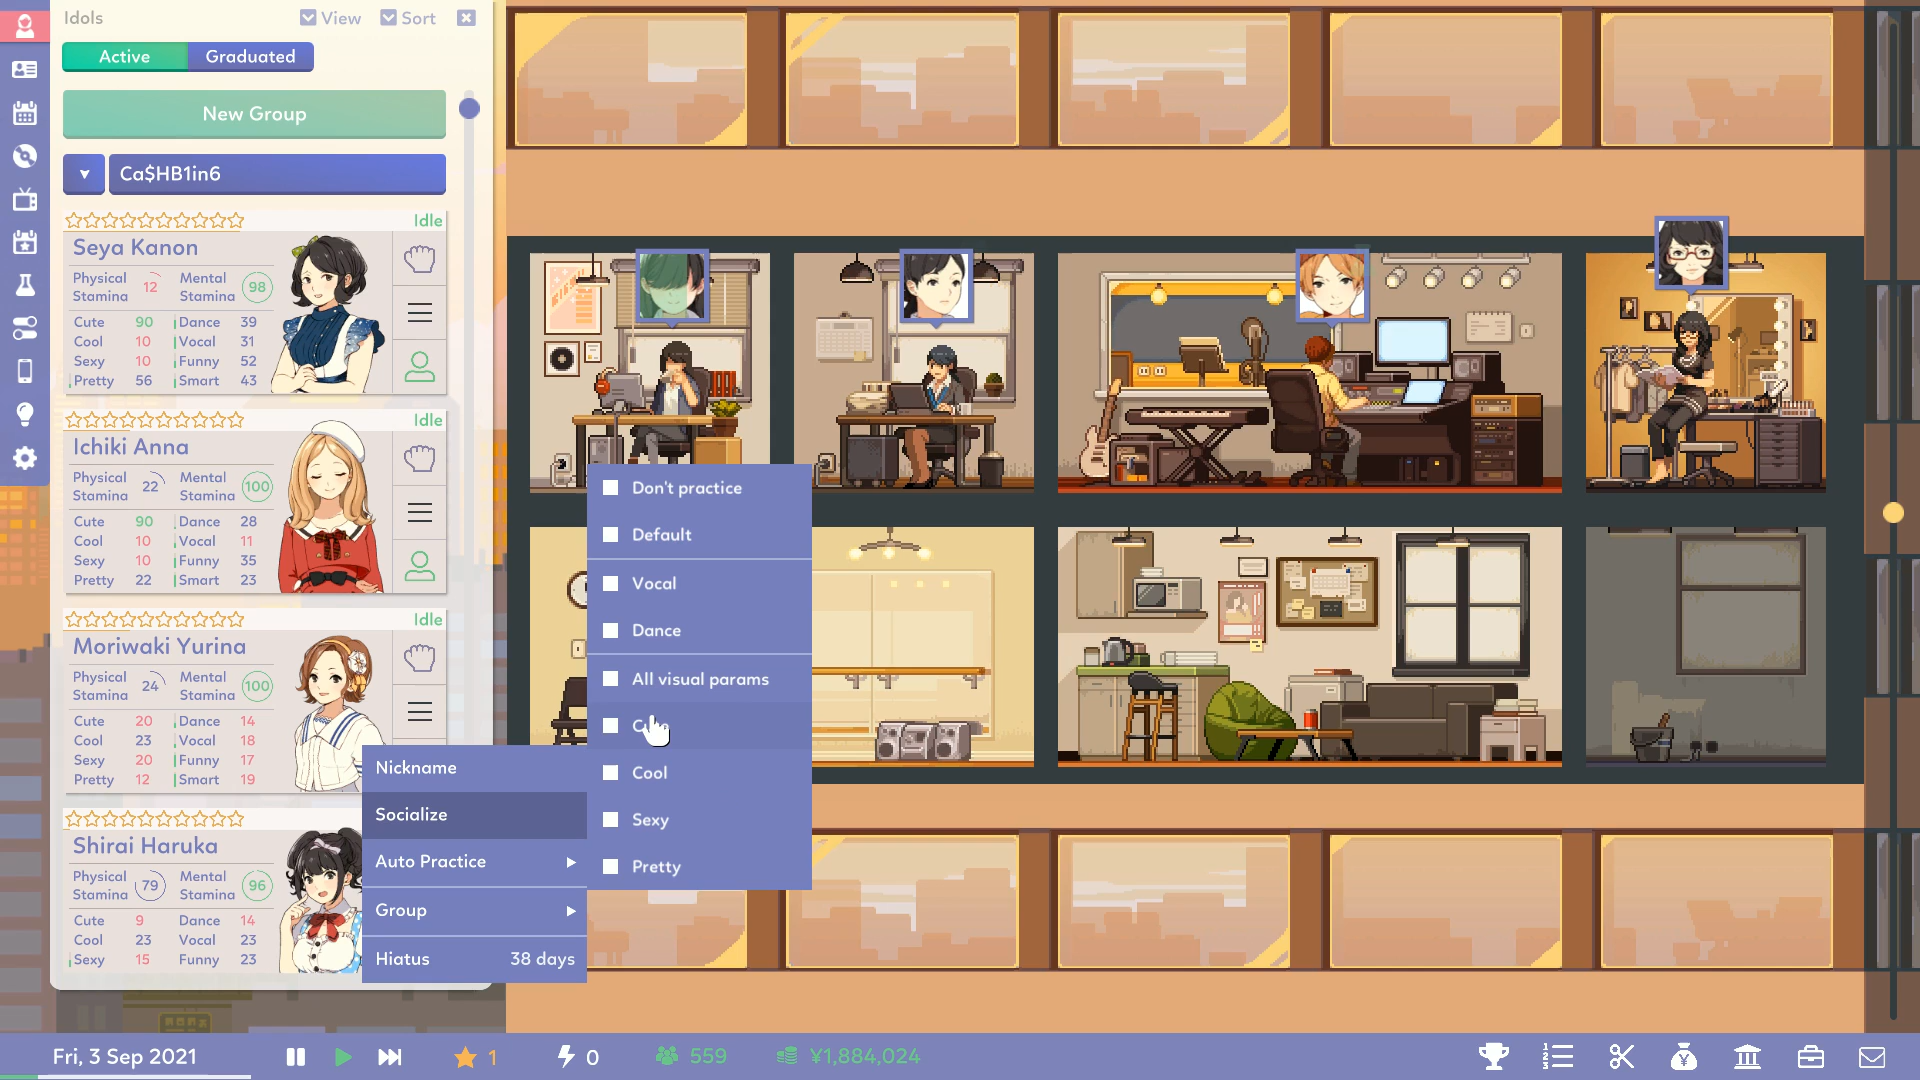 Idols
View
Sort
Active
Graduated
New Group
Ca$HB1in6
Idle
Seya Kanon
Physical Stamina 12 Mental Stamina 98
Cute 90 Dance 39
Cool 10 Vocal 31
Sexy 10 Funny 52
Pretty 56 Smart 43
Idle
Ichiki Anna
Physical Stamina 22 Mental Stamina 100
Cute 90 Dance 28
Cool 10 Vocal 11
Sexy 10 Funny 35
Pretty 22 Smart 23
Idle
Moriwaki Yurina
Physical Stamina 24 Mental Stamina 100
Cute 20 Dance 14
Cool 23 Vocal 18
Sexy 20 Funny 17
Pretty 12 Smart 19
Shirai Haruka
Physical Stamina 79 Mental Stamina 96
Cute 9 Dance 14
Cool 23 Vocal 23
Sexy 15 Funny 23
Nickname
Socialize
Auto Practice
Group
Hiatus 38 days
Don't practice
Default
Vocal
Dance
All visual params
Cute
Cool
Sexy
Pretty
Fri, 3 Sep 2021
1
0
559
¥1,884,024